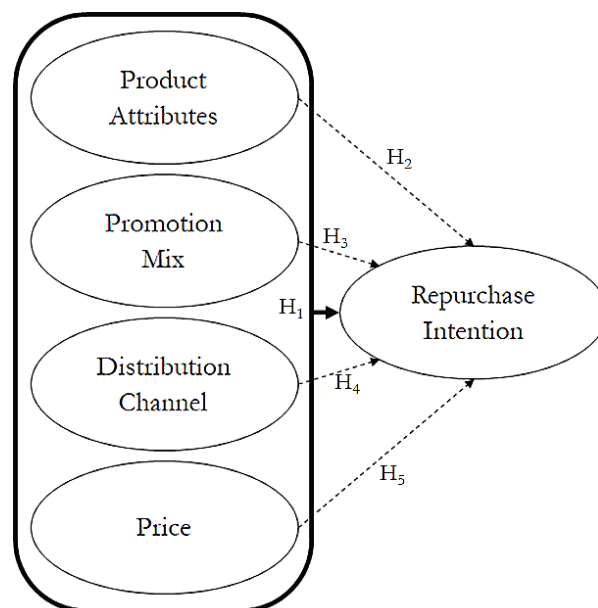 Product
Attributes
H₂
Promotion
Mix
H₃
Repurchase
Intention
H₁
Distribution
Channel
H₄
H₅
Price